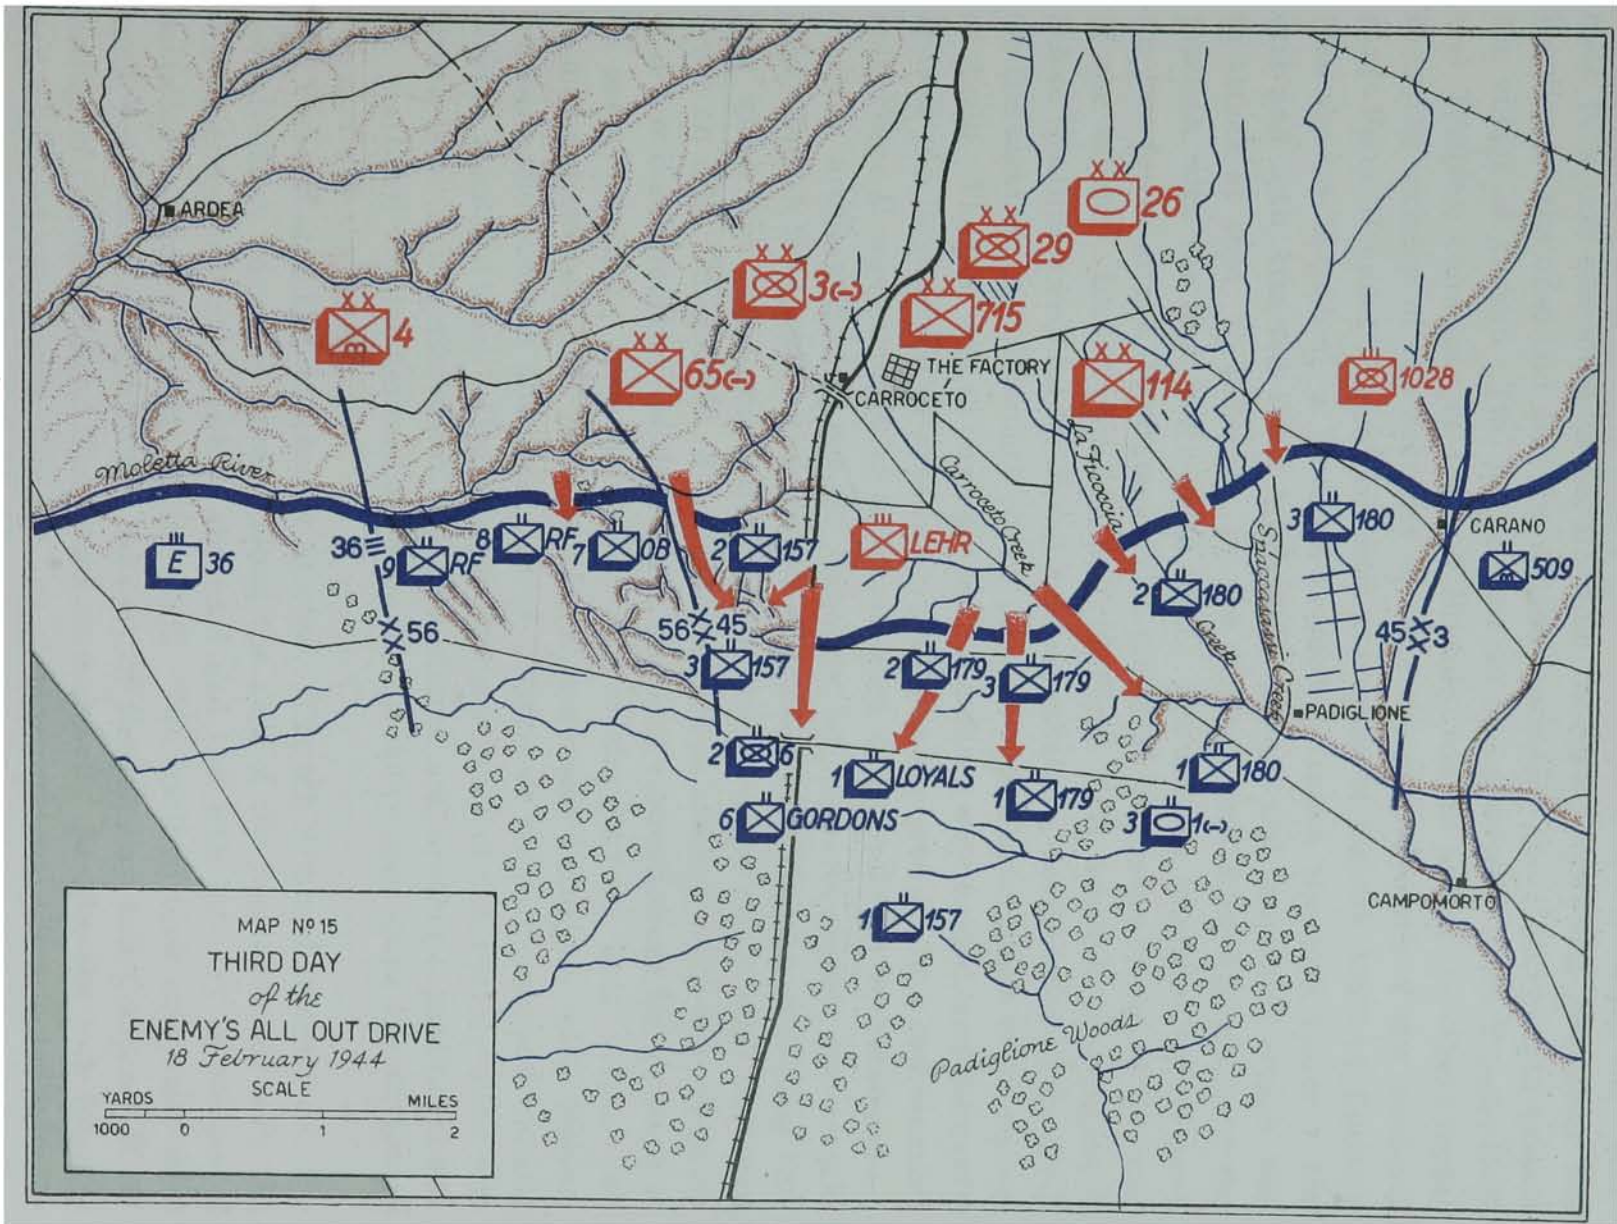 26
29
ARDEA
3(-)
715
4
65(-)
THE FACTORY
114
1028
CARROCETO
Moletta River
Carroceto Creek
La Ficoccia Creek
Spaccasassi Creek
3 180
CARANO
36
8 RF
7 OB
2 157
LEHR
E 36
9 RF
509
2 180
56
56 45
45 3
3 157
2 179
3 179
PADIGLIONE
2 6
1 LOYALS
1 180
1 179
6 GORDONS
3 1(-)
CAMPOMORTO
1 157
Padiglione Woods
MAP Nº 15
THIRD DAY
of the
ENEMY'S ALL OUT DRIVE
18 February 1944
SCALE
YARDS MILES
1000 0 1 2